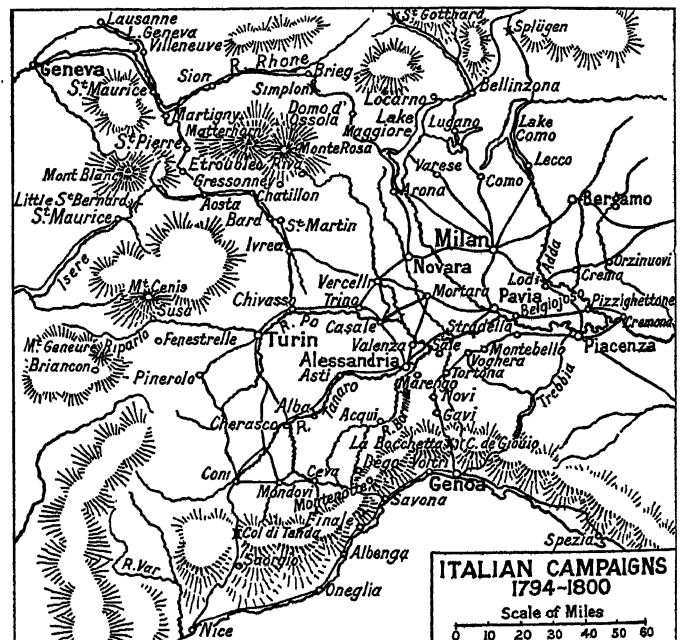 Lausanne
L. Geneva
Villeneuve
St Gotthard
Splügen
Geneva
R. Rhone
Brieg
Sion
Simplon
St Maurice
Bellinzona
Locarno
Martigny
Domo d'
Ossola
Lake
Maggiore
Lugano
Lake
Como
Matterhorn
St Pierre
Monte Rosa
Etroubles
Riva
Varese
Lecco
Mont Blanc
Gressonne
Como
Chatillon
Arona
Little St Bernard
Aosta
Bergamo
St Maurice
Bard
St Martin
Milan
Ivrea
Adda
Isere
Novara
Orzinuovi
Lodi
Crema
Mt Cenis
Vercelli
Mortara
Pavia
Susa
Chivasso
Trino
Belgiojoso
Pizzighettone
R. Po
Casale
Stradella
Cremona
Riparia
Fenestrelle
Turin
Valenza
Sale
Piacenza
Mt Geneure
Montebello
Alessandria
Voghera
Briançon
Asti
Tortona
Pinerolo
Marengo
Trebbia
Tanaro
Novi
Alba
Acqui
R. Bormida
Gavi
Cherasco
R.
La Bocchetta
C. de Giouio
Coni
Ceva
Dego
Voltri
Mondovi
Genoa
Montenotte
Savona
Finale
Col di Tenda
Spezia
Saorgio
Albenga
R. Var
Oneglia
Nice
ITALIAN CAMPAIGNS
1794-1800
Scale of Miles
0 10 20 30 40 50 60